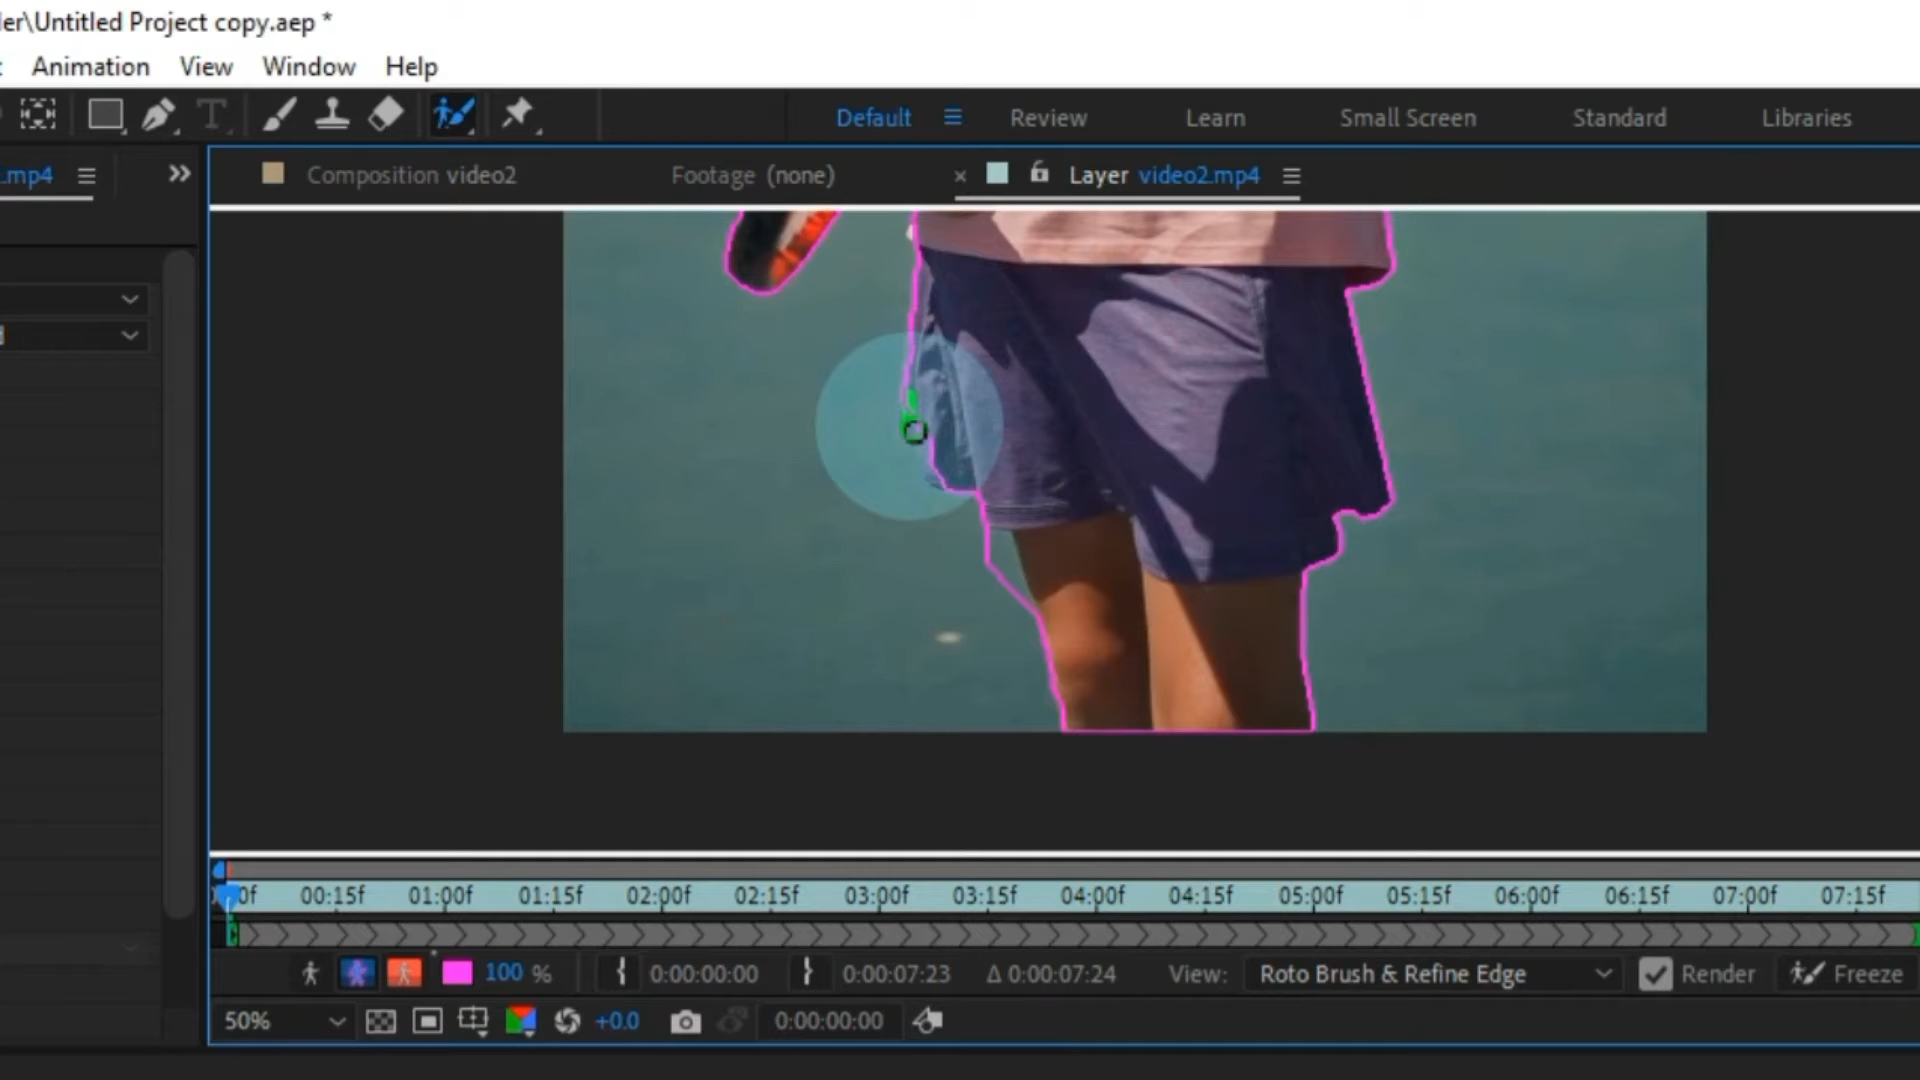 er\Untitled Project copy.aep *
Animation View Window Help
Default Review Learn Small Screen Standard Libraries
.mp4 Composition video2 Footage (none) × Layer video2.mp4
0f 00:15f 01:00f 01:15f 02:00f 02:15f 03:00f 03:15f 04:00f 04:15f 05:00f 05:15f 06:00f 06:15f 07:00f 07:15f
100 % { 0:00:00:00 } 0:00:07:23 Δ 0:00:07:24 View: Roto Brush & Refine Edge Render Freeze
50% +0.0 0:00:00:00